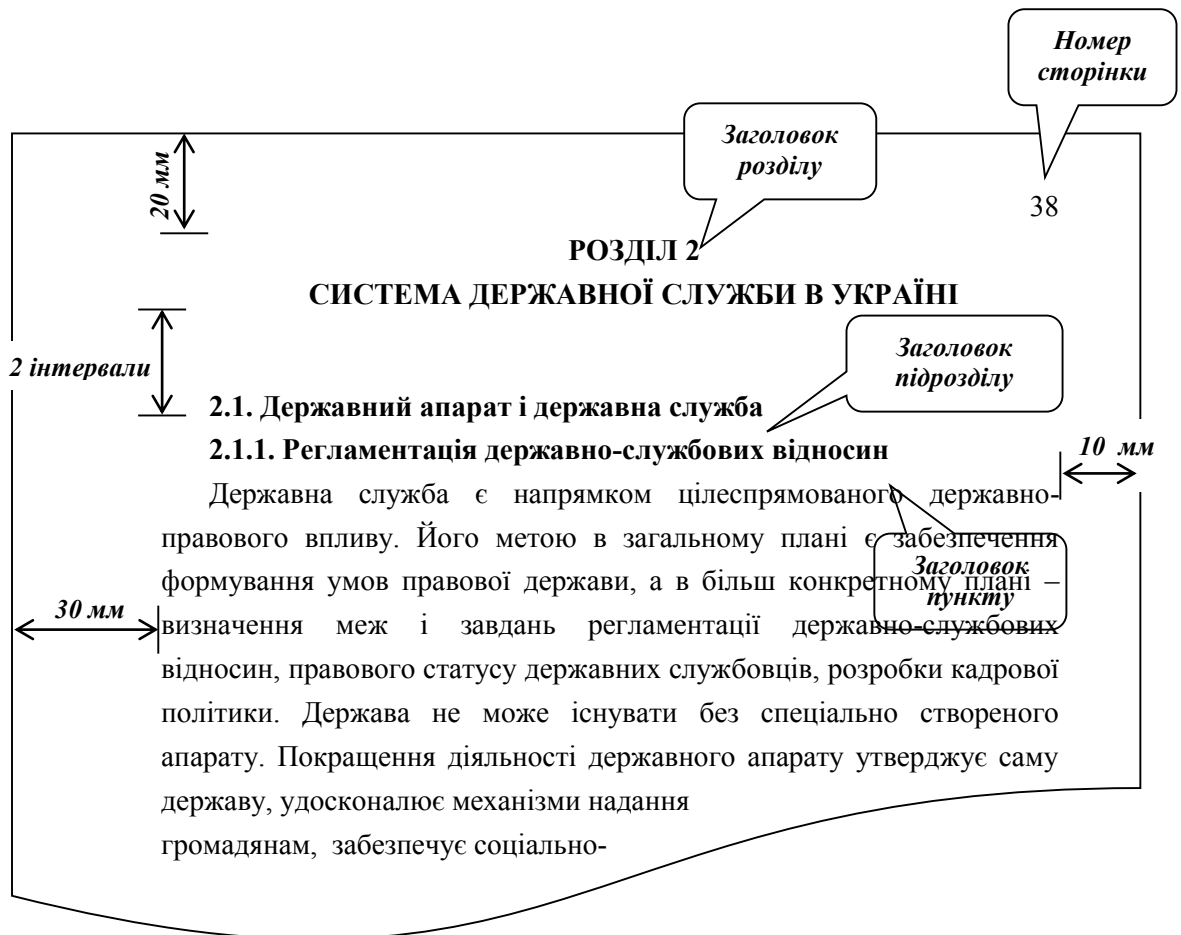 Номер
сторінки
Заголовок
розділу
20 мм
38
РОЗДІЛ 2
СИСТЕМА ДЕРЖАВНОЇ СЛУЖБИ В УКРАЇНІ
2 інтервали
Заголовок
підрозділу
2.1. Державний апарат і державна служба
2.1.1. Регламентація державно-службових відносин
10 мм
Державна служба є напрямком цілеспрямованого державно-
правового впливу. Його метою в загальному плані є забезпечення
формування умов правової держави, а в більш конкретному плані –
Заголовок
пункту
30 мм
визначення меж і завдань регламентації державно-службових
відносин, правового статусу державних службовців, розробки кадрової
політики. Держава не може існувати без спеціально створеного
апарату. Покращення діяльності державного апарату утверджує саму
державу, удосконалює механізми надання
громадянам, забезпечує соціально-